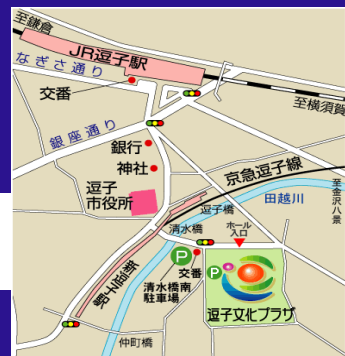 至鎌倉
JR逗子駅
なぎさ通り
交番
至横須賀
銀座通り
銀行
神社
京急逗子線
逗子
市役所
至金沢八景
田越川
逗子橋
清水橋
ホール
入口
新逗子駅
P
交番
清水橋南
駐車場
P
逗子文化プラザ
仲町橋